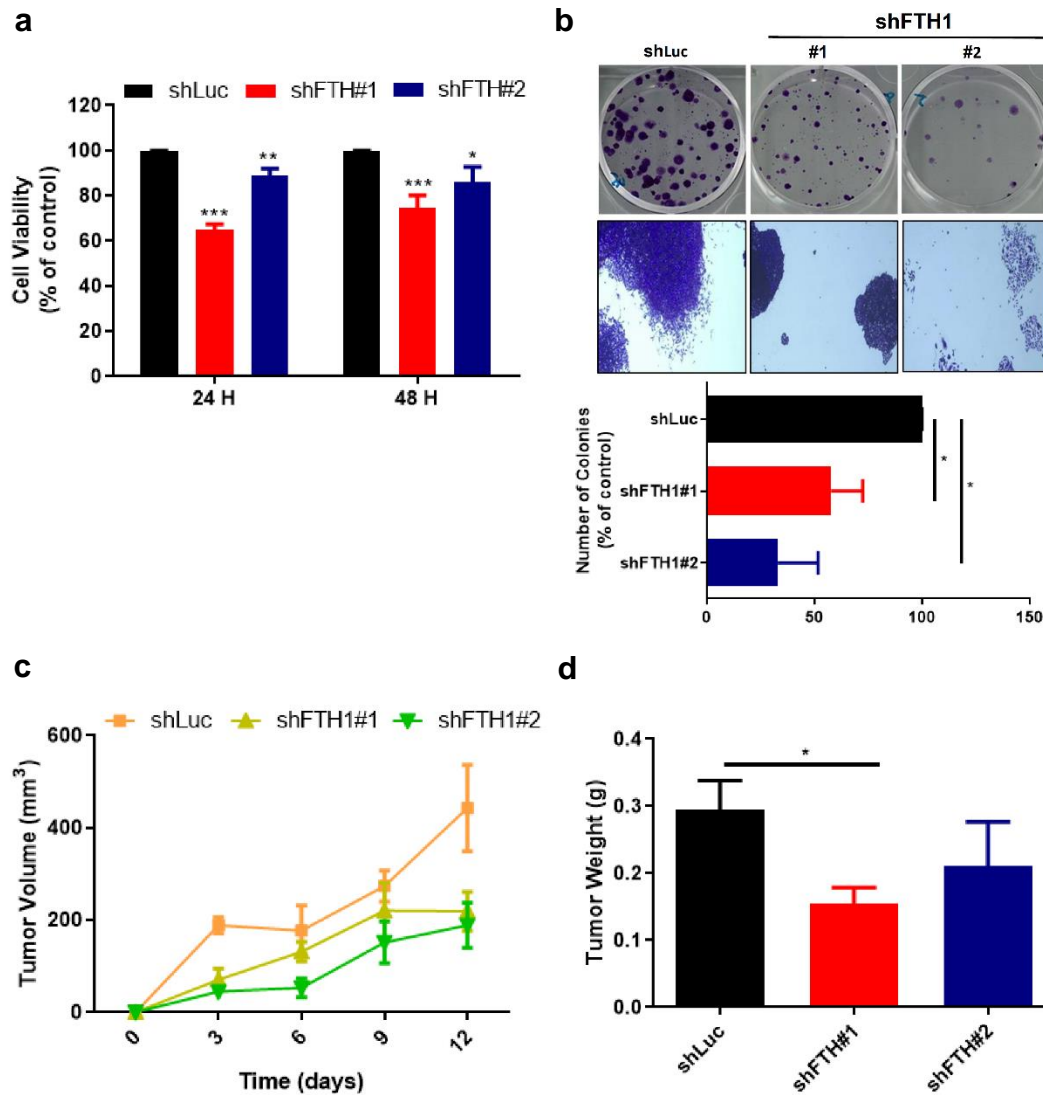 a
shLuc shFTH#1 shFTH#2
Cell Viability
(% of control)
120
100
80
60
40
20
0
***
**
***
*
24 H
48 H
b
shFTH1
shLuc
#1
#2
Number of Colonies
(% of control)
shLuc
shFTH1#1
shFTH1#2
*
*
0
50
100
150
c
shLuc shFTH1#1 shFTH1#2
Tumor Volume (mm³)
600
400
200
0
0
3
6
9
12
Time (days)
d
Tumor Weight (g)
0.4
0.3
0.2
0.1
0.0
*
shLuc
shFTH#1
shFTH#2